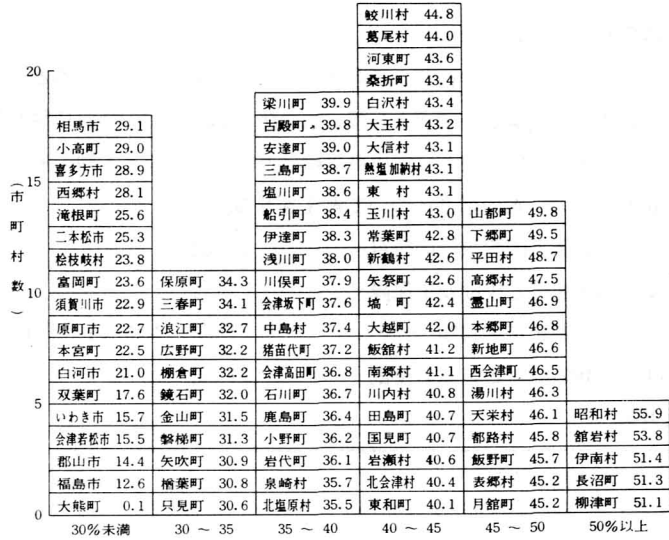 (市町村数)
20
15
10
5
0
相馬市 29.1
小高町 29.0
喜多方市 28.9
西郷村 28.1
滝根町 25.6
二本松市 25.3
桧枝岐村 23.8
富岡町 23.6
須賀川市 22.9
原町市 22.7
本宮町 22.5
白河市 21.0
双葉町 17.6
いわき市 15.7
会津若松市 15.5
郡山市 14.4
福島市 12.6
大熊町 0.1
30%未満
保原町 34.3
三春町 34.1
浪江町 32.7
広野町 32.2
棚倉町 32.2
鏡石町 32.0
金山町 31.5
磐梯町 31.3
矢吹町 30.9
楢葉町 30.8
只見町 30.6
30 ~ 35
梁川町 39.9
古殿町 39.8
安達町 39.0
三島町 38.7
塩川町 38.6
船引町 38.4
伊達町 38.3
浅川町 38.0
川俣町 37.9
会津坂下町 37.6
中島村 37.4
猪苗代町 37.2
会津高田町 36.8
石川町 36.7
鹿島町 36.4
小野町 36.2
岩代町 36.1
泉崎村 35.7
北塩原村 35.5
35 ~ 40
鮫川村 44.8
葛尾村 44.0
河東町 43.6
桑折町 43.4
白沢村 43.4
大玉村 43.2
大信村 43.1
熱塩加納村 43.1
東 村 43.1
玉川村 43.0
常葉町 42.8
新鶴村 42.6
矢祭町 42.6
塙 町 42.4
大越町 42.0
飯舘村 41.2
南郷村 41.1
川内村 40.8
田島町 40.7
国見町 40.7
岩瀬村 40.6
北会津村 40.4
東和町 40.1
40 ~ 45
山都町 49.8
下郷町 49.5
平田村 48.7
高郷村 47.5
霊山町 46.9
本郷町 46.8
新地町 46.6
西会津町 46.5
湯川村 46.3
天栄村 46.1
都路村 45.8
飯野町 45.7
表郷村 45.2
月舘町 45.2
45 ~ 50
昭和村 55.9
舘岩村 53.8
伊南村 51.4
長沼町 51.3
柳津町 51.1
50%以上